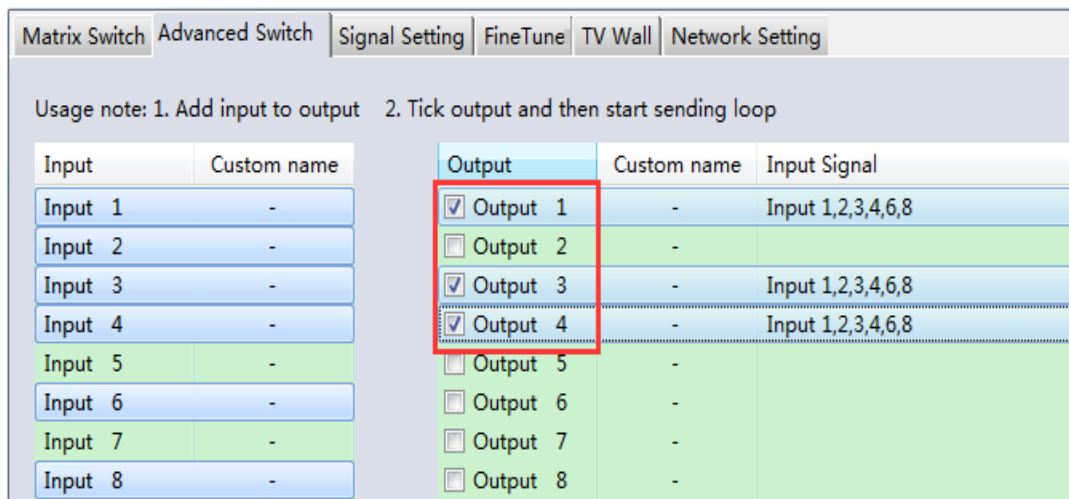 Matrix Switch Advanced Switch Signal Setting FineTune TV Wall Network Setting
Usage note: 1. Add input to output 2. Tick output and then start sending loop
Input Custom name Output Custom name Input Signal
Input 1 - Output 1 - Input 1,2,3,4,6,8
Input 2 - Output 2 -
Input 3 - Output 3 - Input 1,2,3,4,6,8
Input 4 - Output 4 - Input 1,2,3,4,6,8
Input 5 - Output 5 -
Input 6 - Output 6 -
Input 7 - Output 7 -
Input 8 - Output 8 -